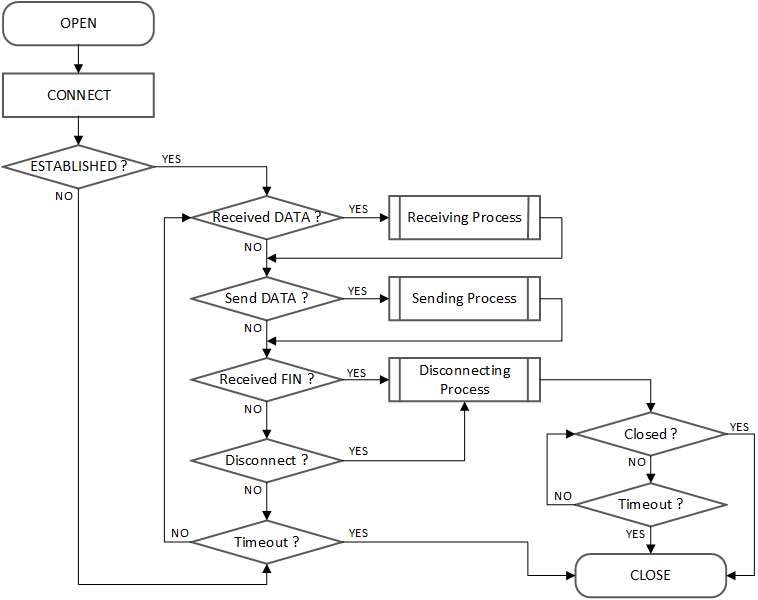 OPEN
CONNECT
ESTABLISHED ?
YES
NO
Received DATA ?
YES
Receiving Process
NO
Send DATA ?
YES
Sending Process
NO
Received FIN ?
YES
Disconnecting
Process
NO
Closed ?
YES
Disconnect ?
YES
NO
NO
Timeout ?
NO
YES
Timeout ?
NO
YES
CLOSE